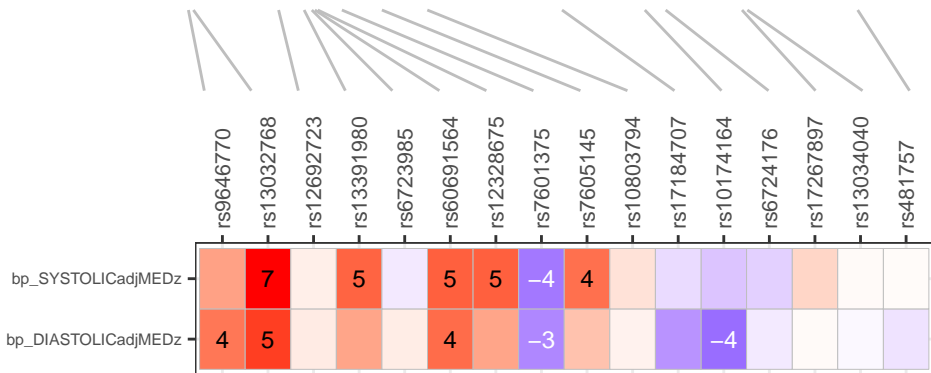 rs9646770
rs13032768
rs12692723
rs13391980
rs6723985
rs60691564
rs12328675
rs7601375
rs7605145
rs10803794
rs17184707
rs10174164
rs6724176
rs17267897
rs13034040
rs481757
bp_SYSTOLICadjMEDz 7 5 5 5 −4 4
bp_DIASTOLICadjMEDz 4 5 4 −3 −4